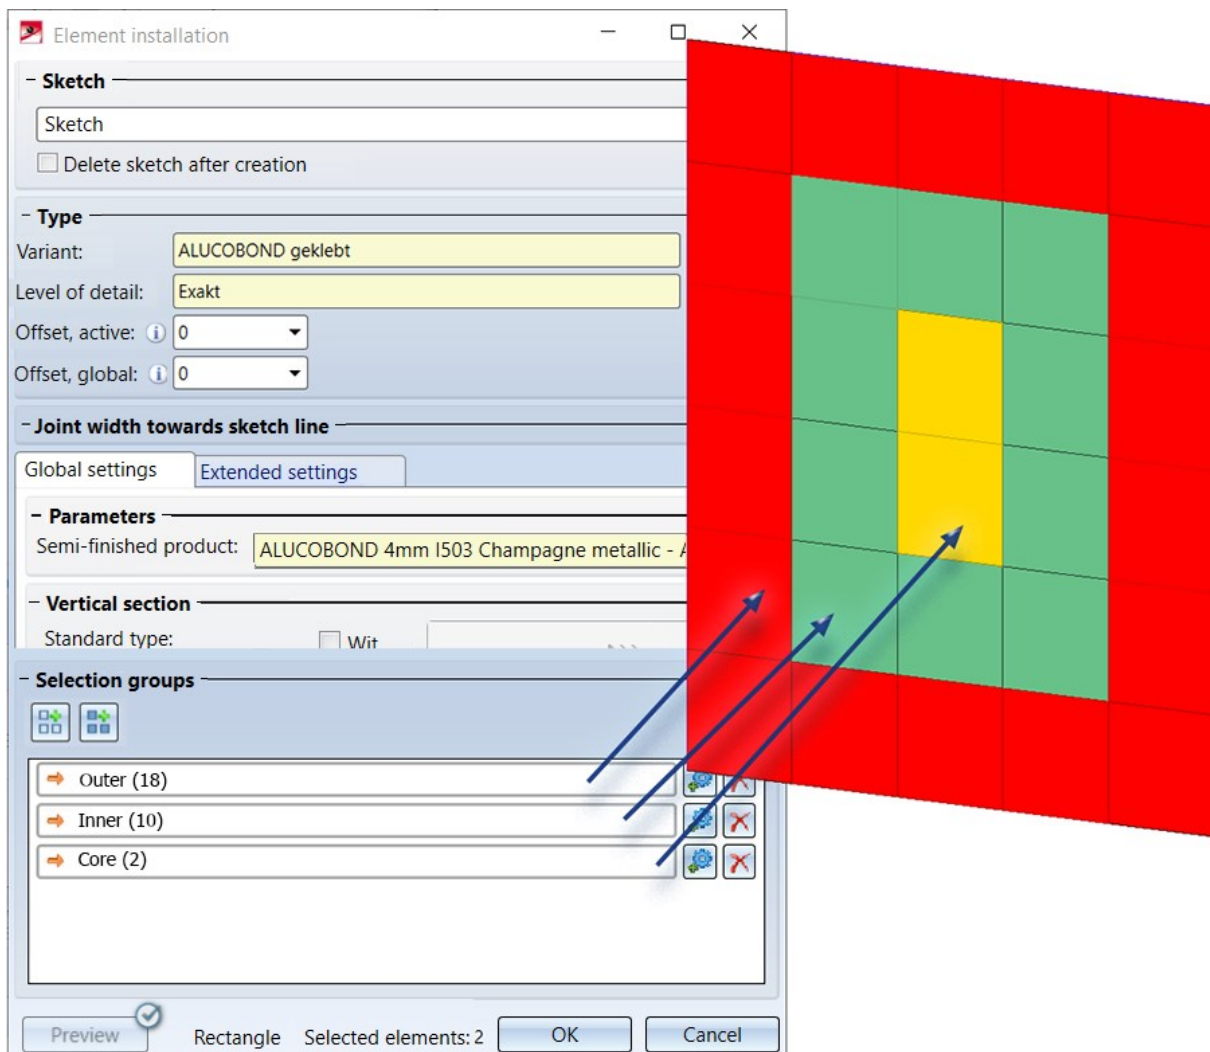 Element installation
Sketch
Sketch
Delete sketch after creation
Type
Variant: ALUCOBOND geklebt
Level of detail: Exakt
Offset, active: i 0
Offset, global: i 0
Joint width towards sketch line
Global settings Extended settings
Parameters
Semi-finished product: ALUCOBOND 4mm I503 Champagne metallic - A
Vertical section
Standard type: Wit
Selection groups
Outer (18)
Inner (10)
Core (2)
Preview Rectangle Selected elements: 2 OK Cancel